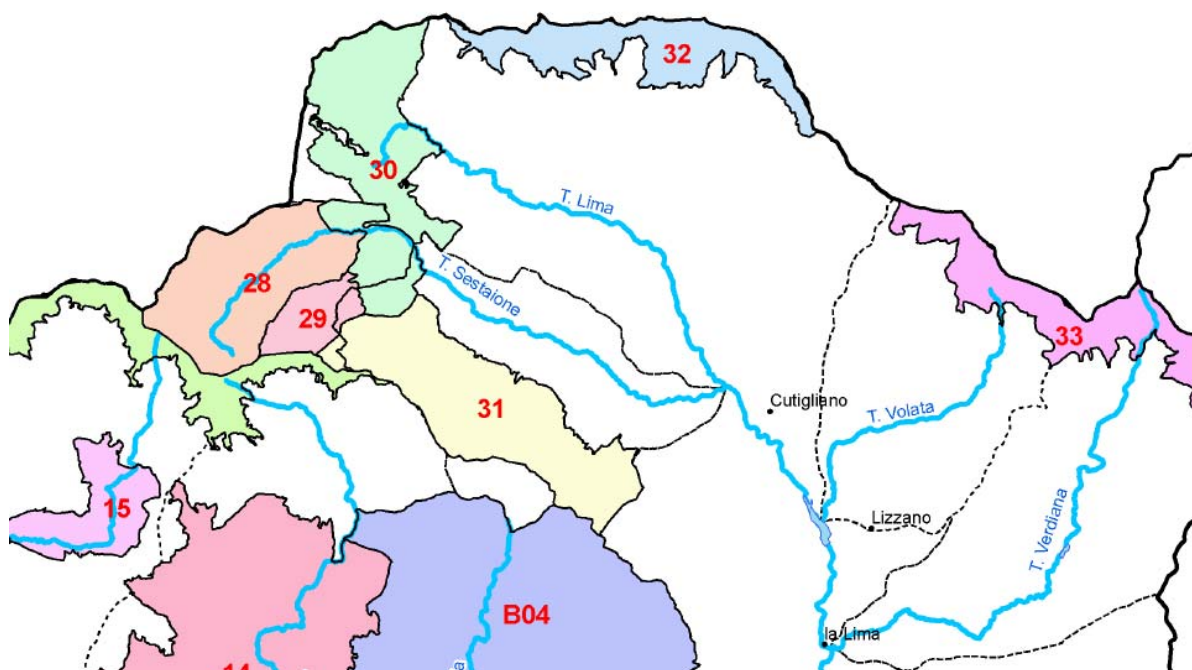 32
30
T. Lima
28
T. Sestaione
29
33
31
Cutigliano
T. Volata
15
Lizzano
T. Verdiana
B04
la Lima